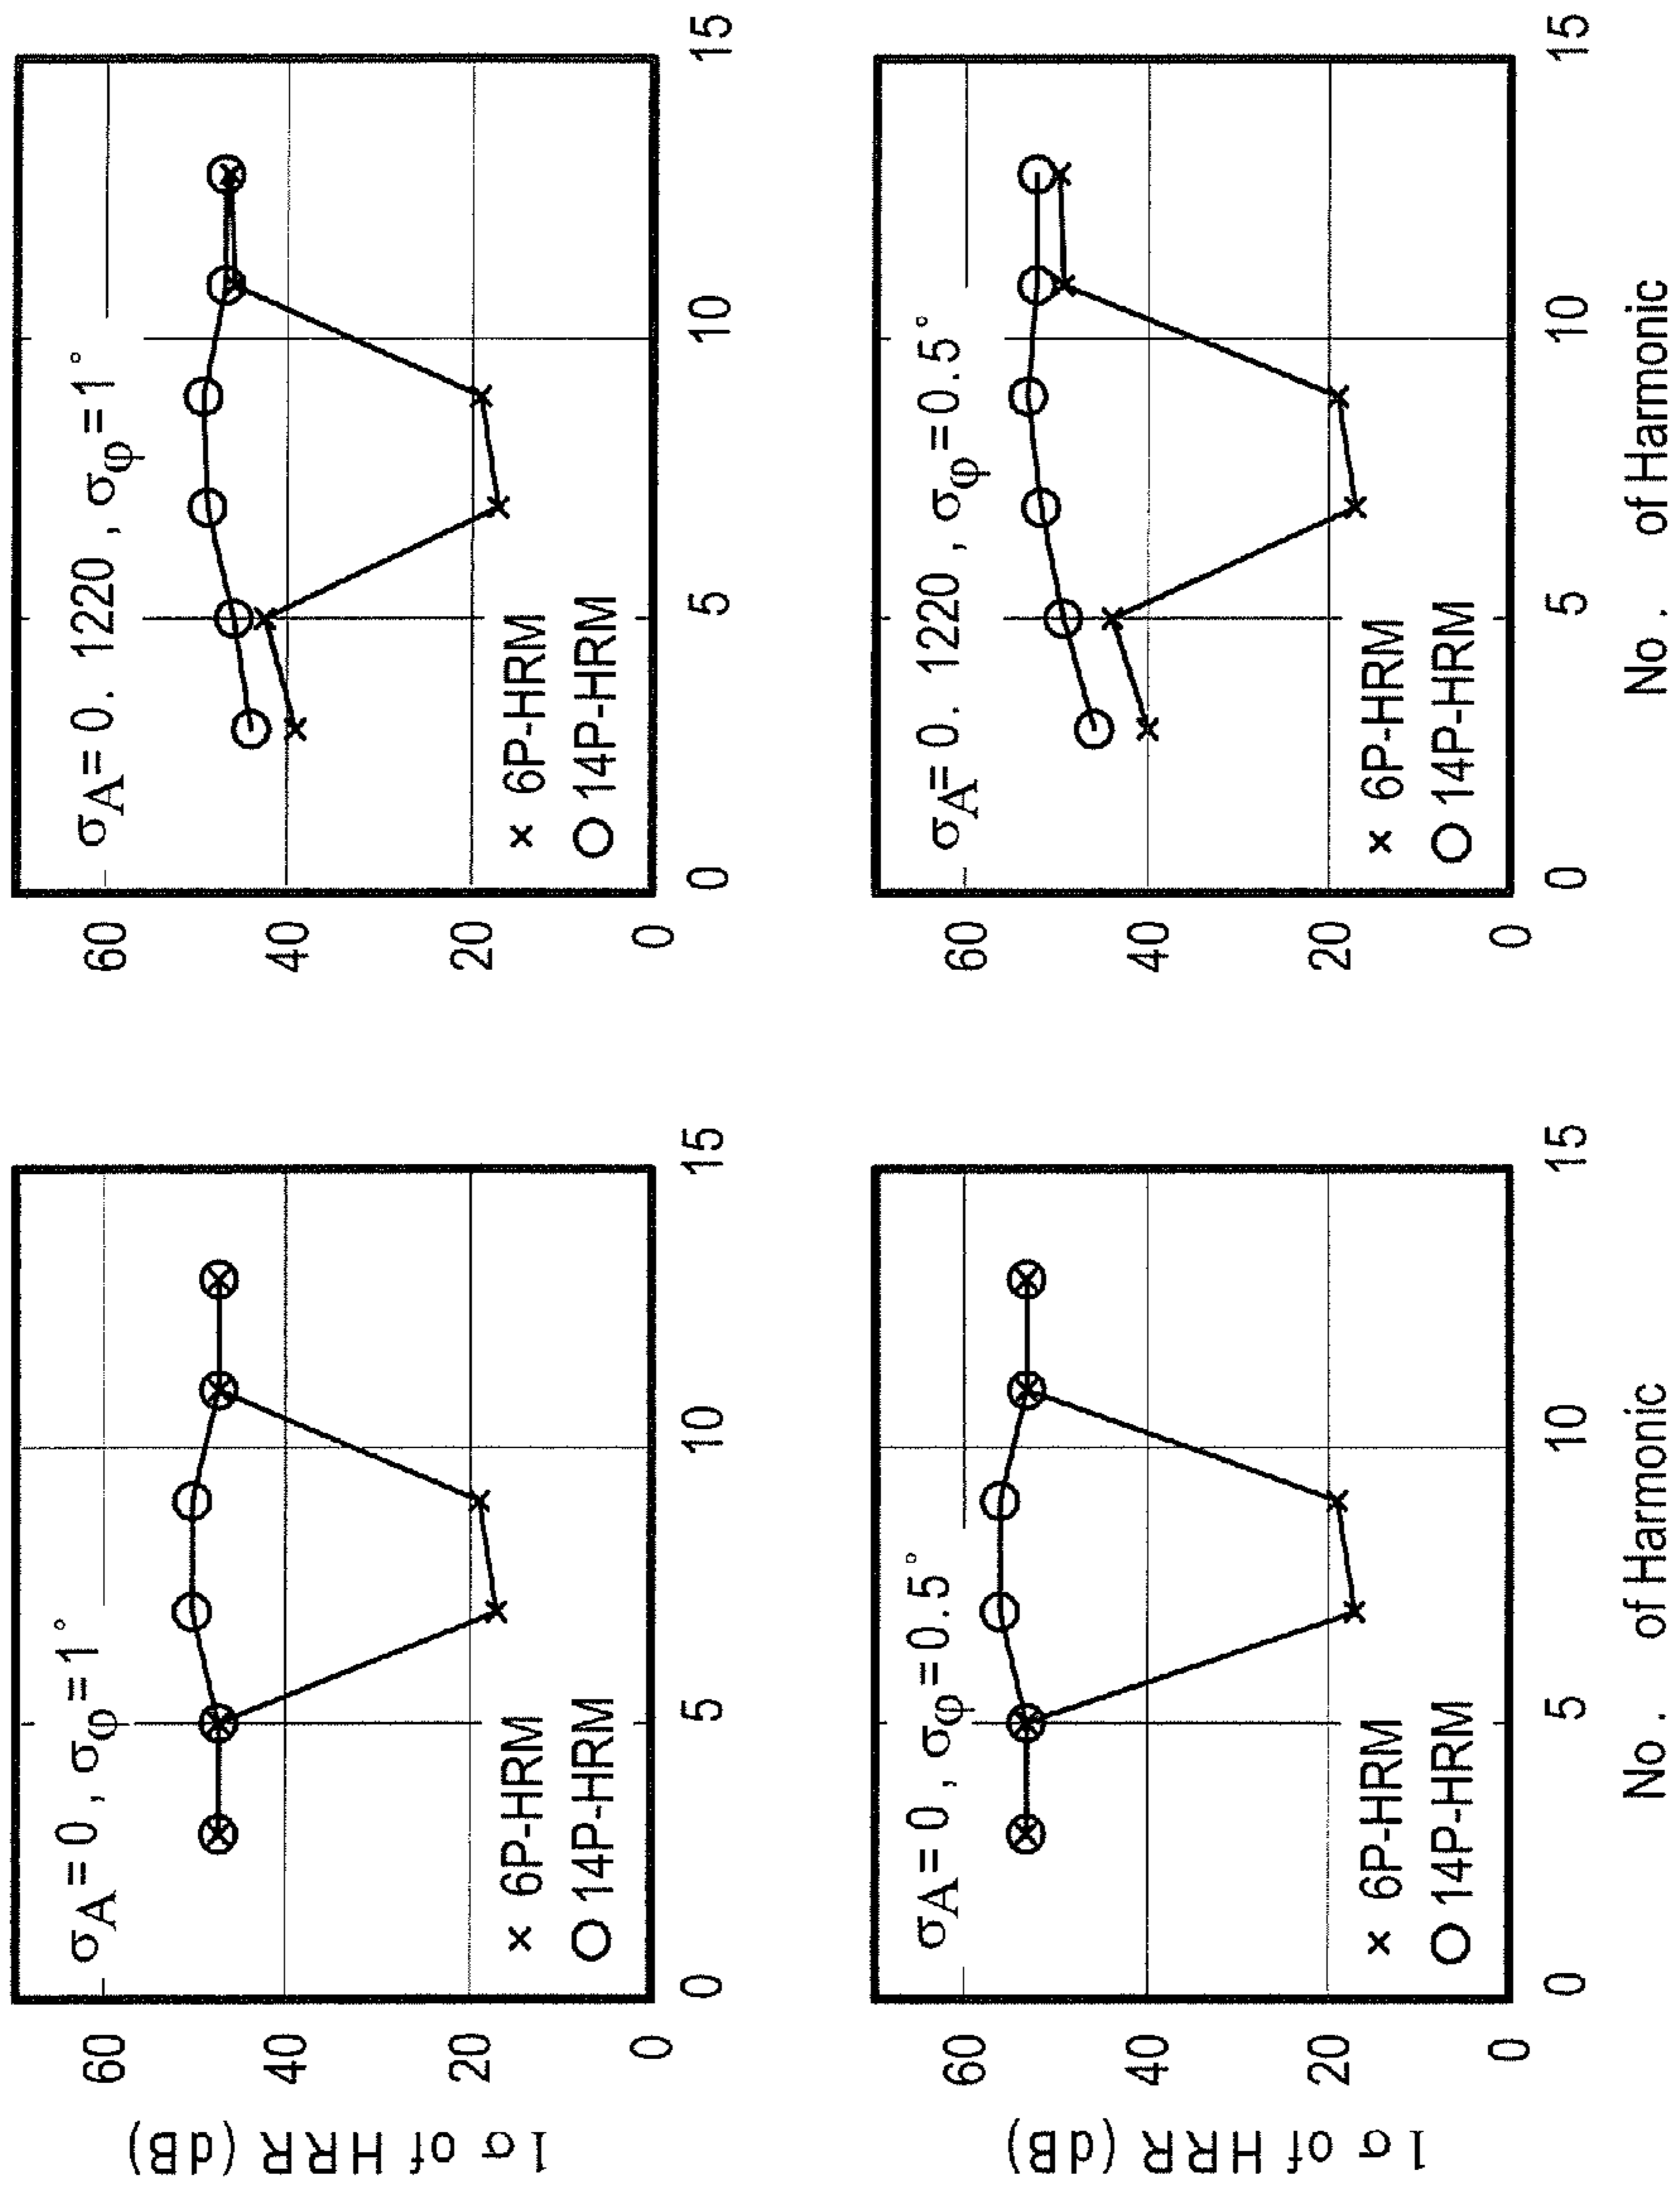 1σ of HRR (dB)
60
40
20
0
σA=0, σφ=1°
× 6P-HRM
○ 14P-HRM
0 5 10 15
60
40
20
0
σA=0. 1220, σφ=1°
× 6P-HRM
○ 14P-HRM
0 5 10 15
1σ of HRR (dB)
60
40
20
0
σA=0, σφ=0.5°
× 6P-HRM
○ 14P-HRM
0 5 10 15
No. of Harmonic
60
40
20
0
σA=0. 1220, σφ=0.5°
× 6P-HRM
○ 14P-HRM
0 5 10 15
No. of Harmonic